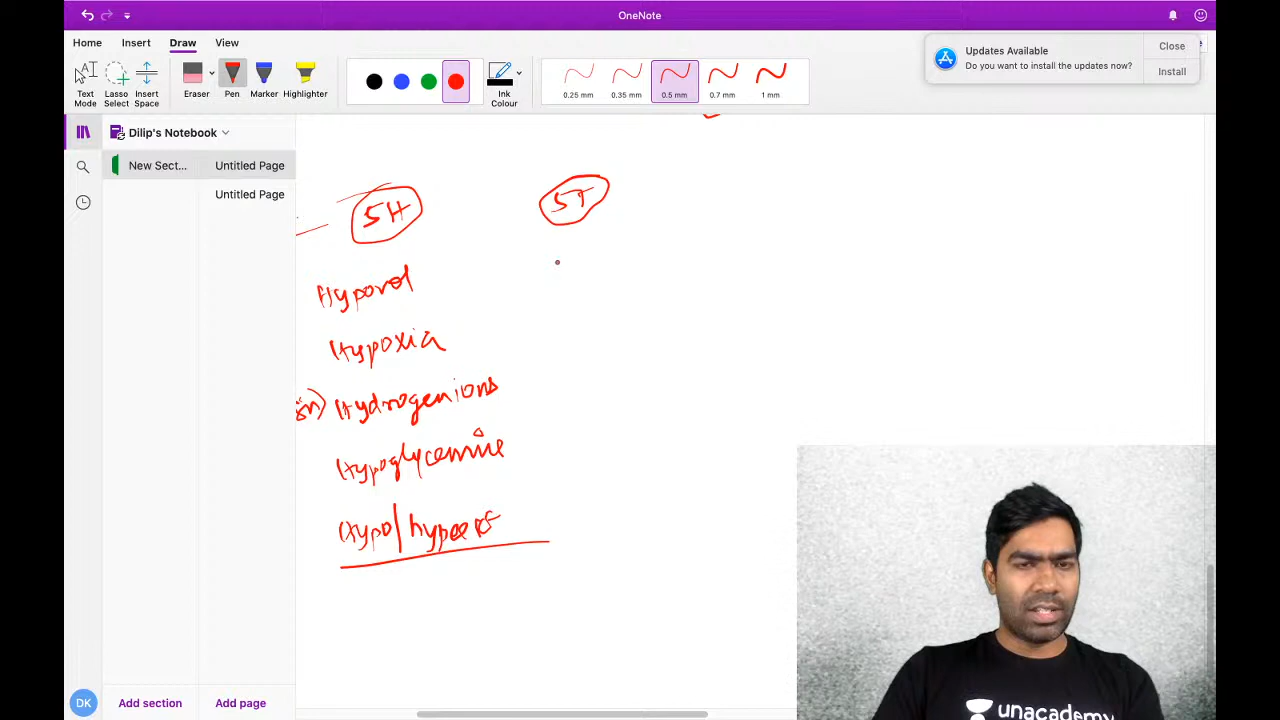 OneNote
Home Insert Draw View
Updates Available
Do you want to install the updates now?
Close
Install
Text Mode
Lasso Select
Insert Space
Eraser
Pen
Marker
Highlighter
Ink Colour
0.25 mm
0.35 mm
0.5 mm
0.7 mm
1 mm
Dilip's Notebook
New Sect...
Untitled Page
Untitled Page
5H
5T
Hypovol
Hypoxia
Hydrogenions
Hypo/hyper K+
DK
Add section
Add page
unacademy